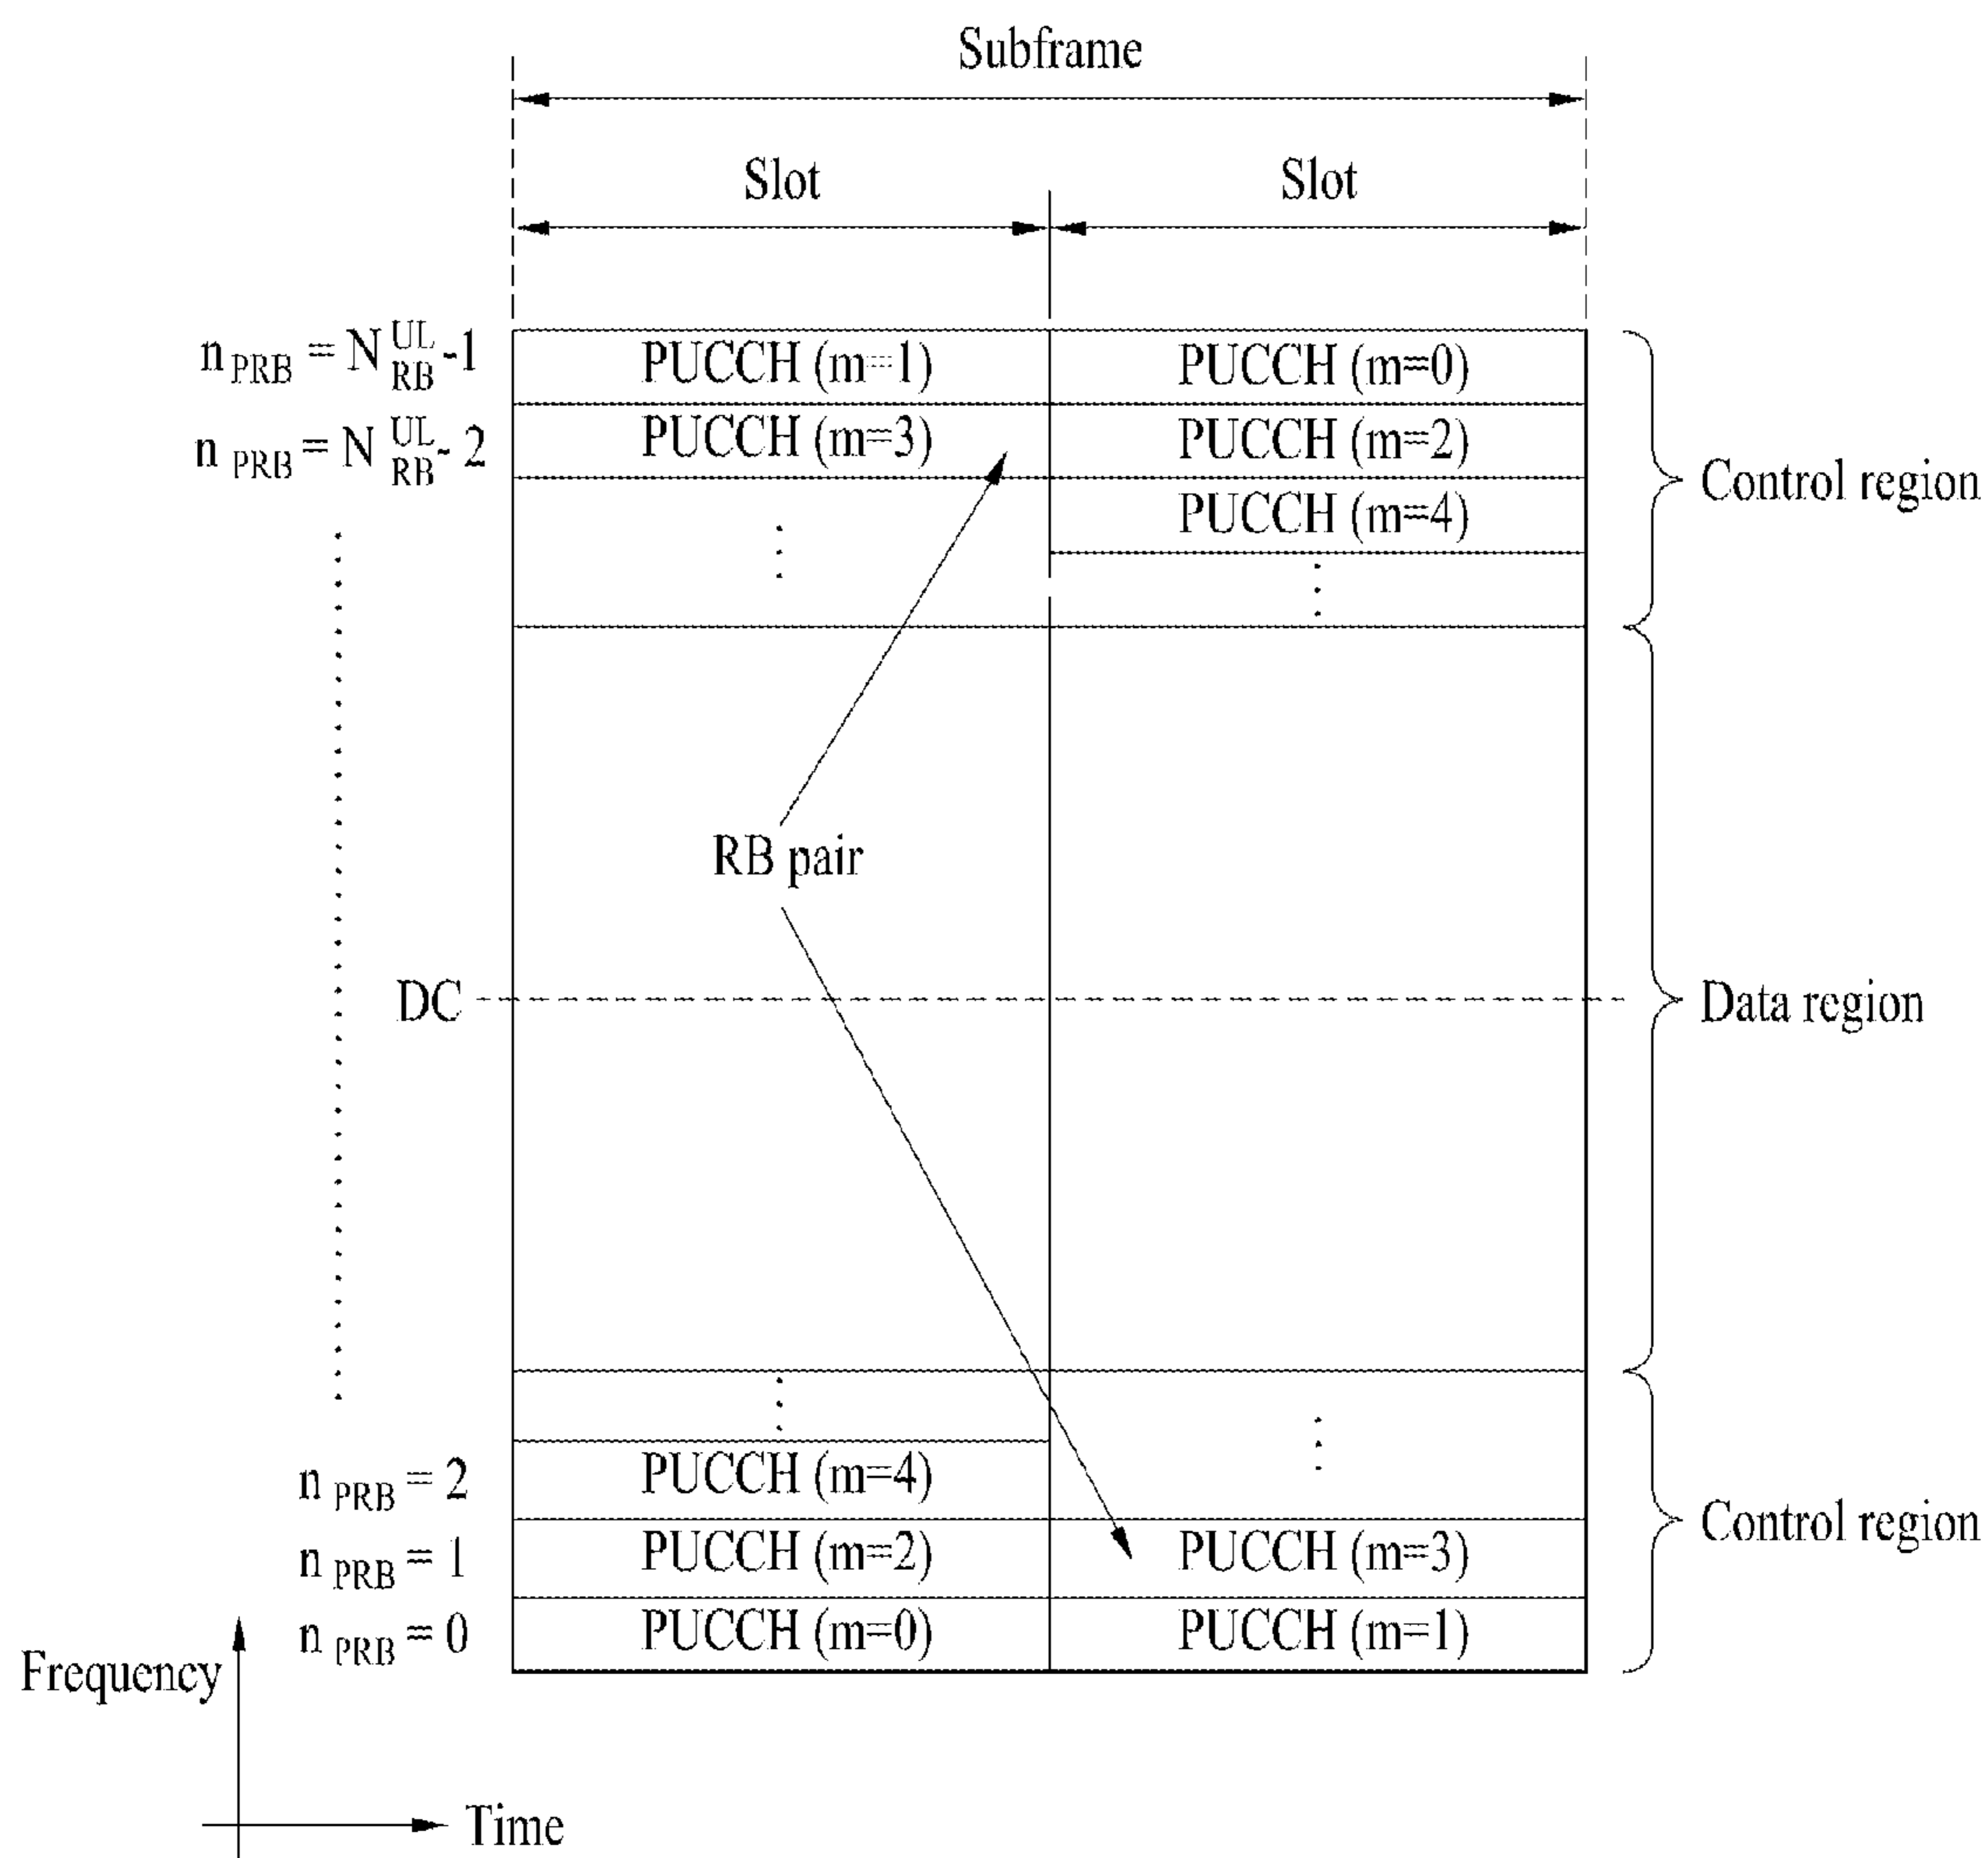 Subframe
Slot Slot
n PRB = N UL RB -1 PUCCH (m=1) PUCCH (m=0)
n PRB = N UL RB - 2 PUCCH (m=3) PUCCH (m=2)
Control region
PUCCH (m=4)
RB pair
DC Data region
n PRB = 2 PUCCH (m=4)
Control region
n PRB = 1 PUCCH (m=2) PUCCH (m=3)
n PRB = 0 PUCCH (m=0) PUCCH (m=1)
Frequency
Time